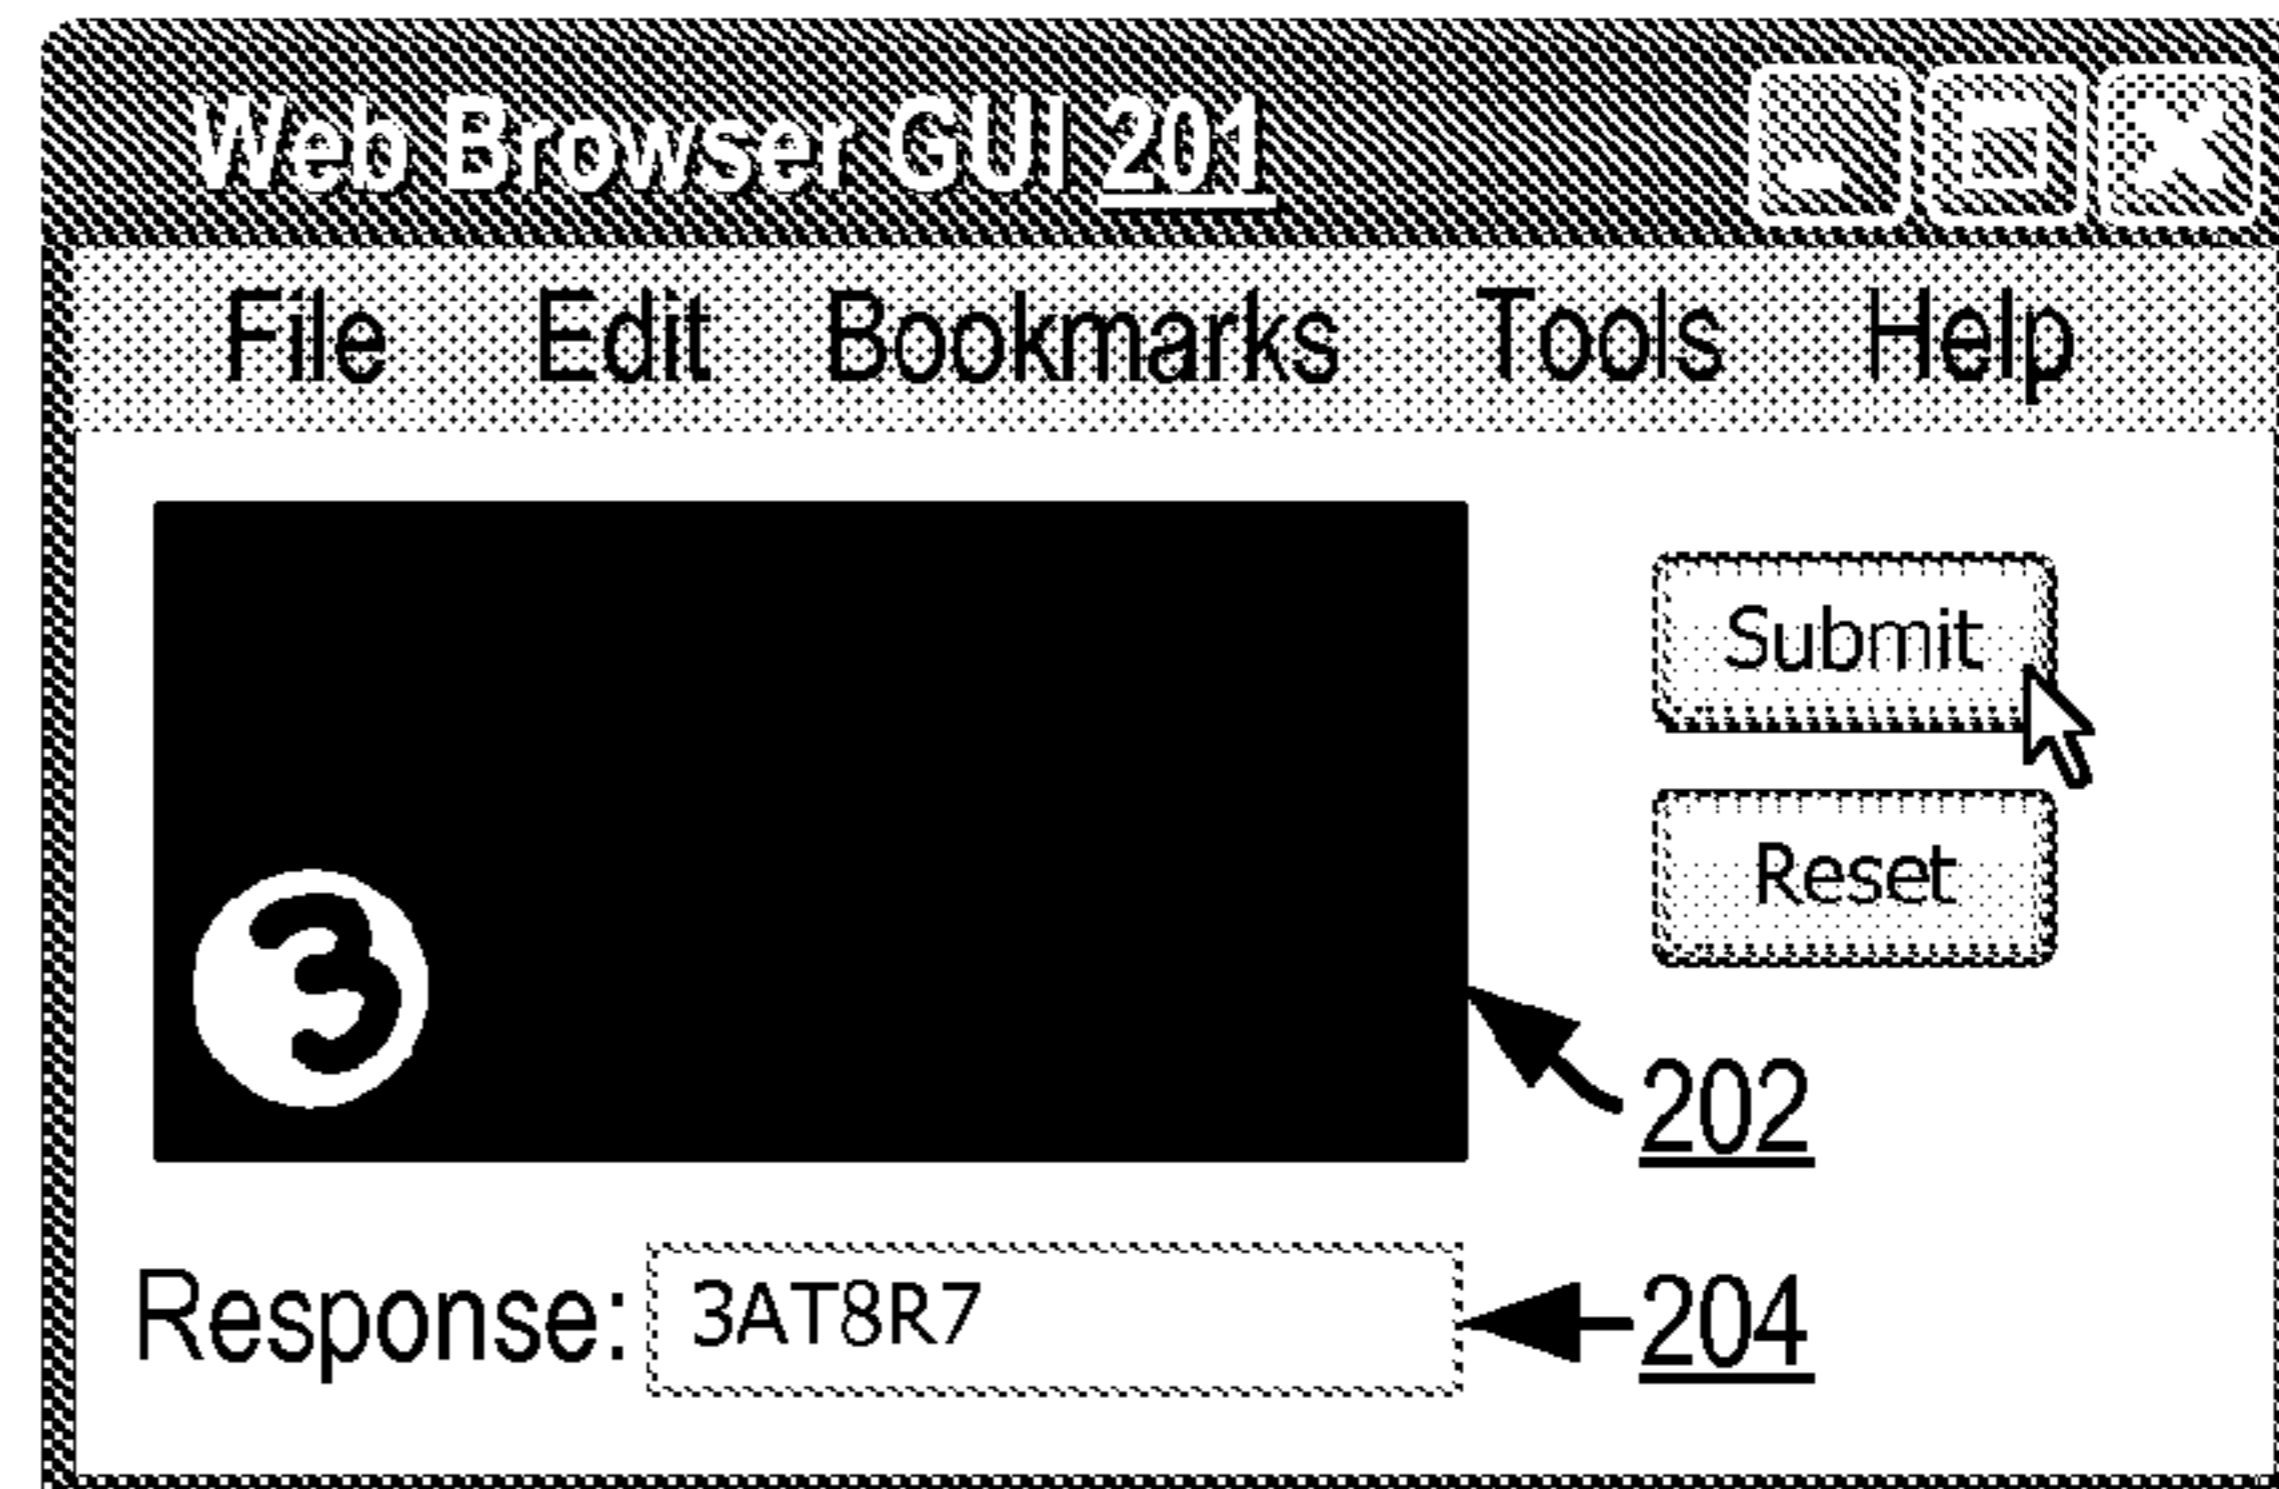 Web Browser GUI 201
File Edit Bookmarks Tools Help
Submit
Reset
3
202
Response: 3AT8R7 204